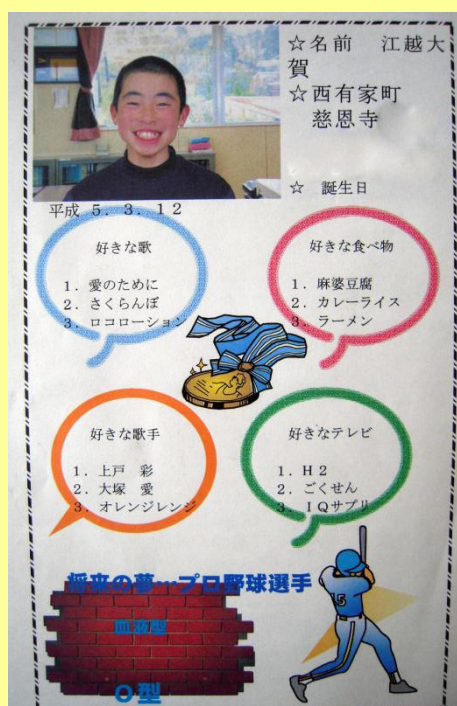 ☆名前　江越大
賀
☆西有家町
慈恩寺
☆　誕生日
平成 5. 3. 12
好きな歌
1. 愛のために
2. さくらんぼ
3. ロコローション
好きな食べ物
1. 麻婆豆腐
2. カレーライス
3. ラーメン
好きな歌手
1. 上戸　彩
2. 大塚　愛
3. オレンジレンジ
好きなテレビ
1. H2
2. ごくせん
3. IQサプリ
将来の夢…プロ野球選手
血液型
O型
15